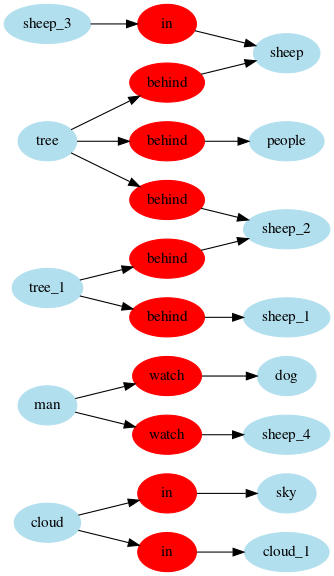 sheep_3
in
sheep
behind
tree
behind
people
behind
sheep_2
behind
tree_1
behind
sheep_1
watch
dog
man
watch
sheep_4
in
sky
cloud
in
cloud_1